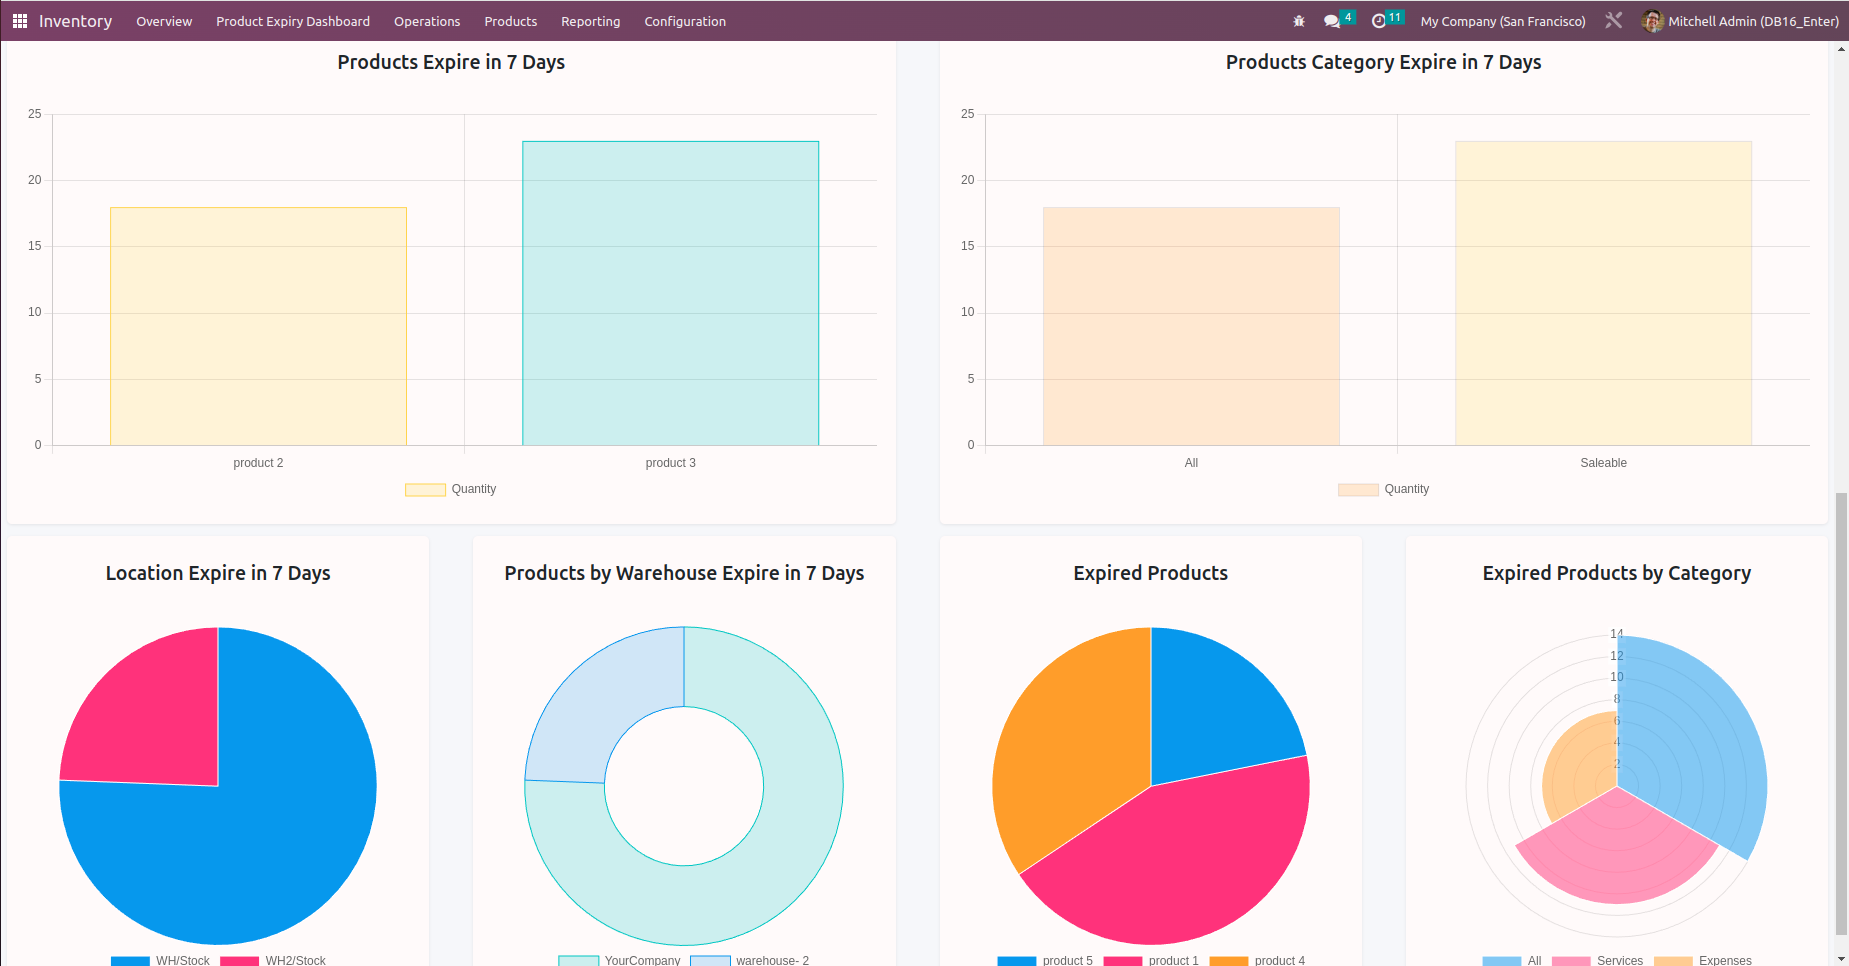 Inventory Overview Product Expiry Dashboard Operations Products Reporting Configuration 4 11 My Company (San Francisco) Mitchell Admin (DB16_Enter)
Products Expire in 7 Days
25
20
15
10
5
0
product 2 product 3
Quantity
Products Category Expire in 7 Days
25
20
15
10
5
0
All Saleable
Quantity
Location Expire in 7 Days
WH/Stock WH2/Stock
Products by Warehouse Expire in 7 Days
YourCompany warehouse- 2
Expired Products
product 5 product 1 product 4
Expired Products by Category
14
12
10
8
6
4
2
All Services Expenses